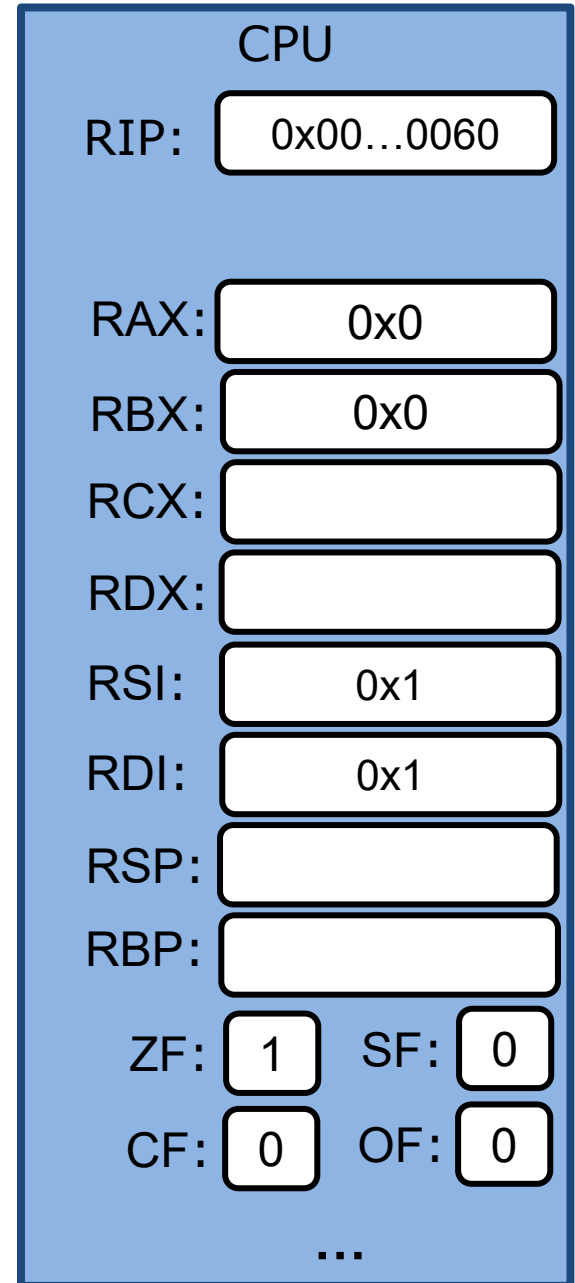 CPU
RIP: 0x00…0060
RAX: 0x0
RBX: 0x0
RCX:
RDX:
RSI: 0x1
RDI: 0x1
RSP:
RBP:
ZF: 1 SF: 0
CF: 0 OF: 0
…